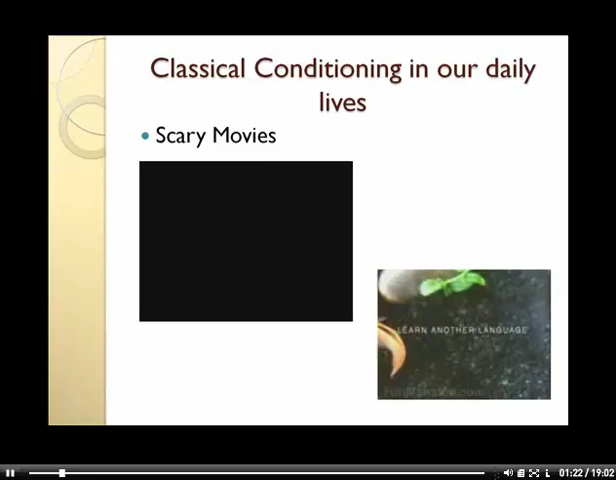 Classical Conditioning in our daily
lives
Scary Movies
LEARN ANOTHER LANGUAGE
01:22 / 19:02